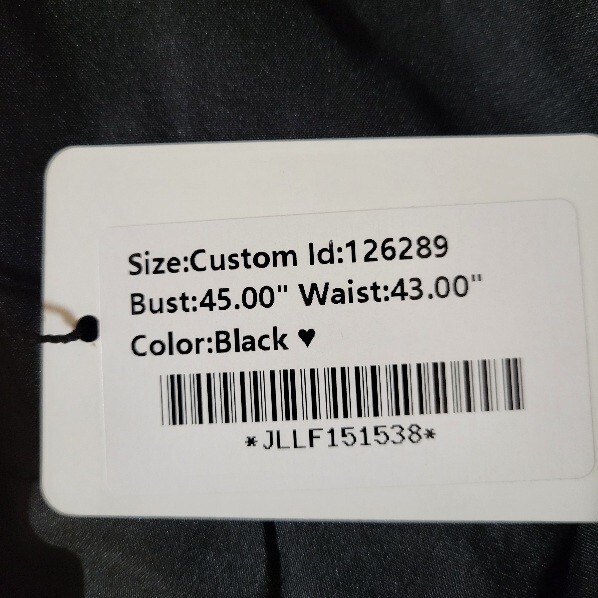 Size:Custom Id:126289
Bust:45.00" Waist:43.00"
Color:Black ♥
*JLLF151538*